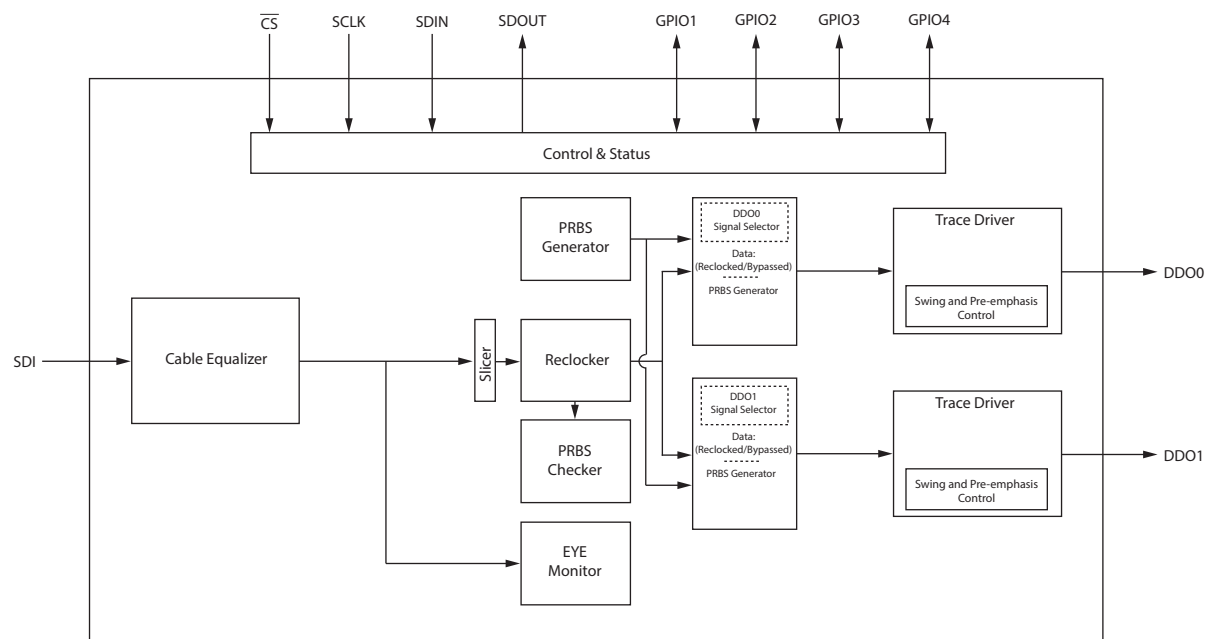 C̅S̅
SCLK
SDIN
SDOUT
GPIO1
GPIO2
GPIO3
GPIO4
Control & Status
PRBS
Generator
DDO0
Signal Selector
Data:
(Reclocked/Bypassed)
PRBS Generator
Trace Driver
Swing and Pre-emphasis
Control
DDO0
SDI
Cable Equalizer
Slicer
Reclocker
PRBS
Checker
EYE
Monitor
DDO1
Signal Selector
Data:
(Reclocked/Bypassed)
PRBS Generator
Trace Driver
Swing and Pre-emphasis
Control
DDO1